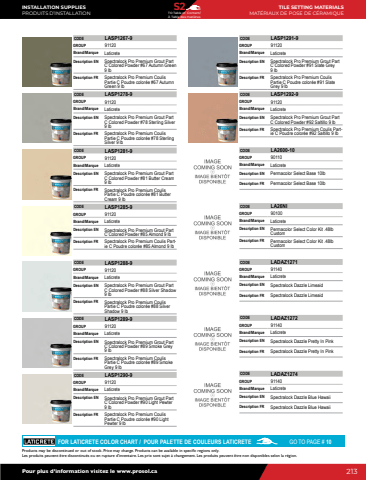 INSTALLATION SUPPLIES
PRODUITS D'INSTALLATION
S2
TILE SETTING MATERIALS
MATÉRIAUX DE POSE DE CÉRAMIQUE
CODE LASP1267-9
GROUP 91120
Brand/Marque Laticrete
Description EN Spectralock Pro Premium Grout Part
C Colored Powder #67 Autumn Green
9 lb
Description FR Spectralock Pro Premium Coulis
Partie C Poudre colorée #67 Autumn
Green 9 lb
CODE LASP1278-9
GROUP 91120
Brand/Marque Laticrete
Description EN Spectralock Pro Premium Grout Part
C Colored Powder #78 Sterling Silver
9 lb
Description FR Spectralock Pro Premium Coulis
Partie C Poudre colorée #78 Sterling
Silver 9 lb
CODE LASP1281-9
GROUP 91120
Brand/Marque Laticrete
Description EN Spectralock Pro Premium Grout Part
C Colored Powder #81 Butter Cream
9 lb
Description FR Spectralock Pro Premium Coulis
Partie C Poudre colorée #81 Butter
Cream 9 lb
CODE LASP1285-9
GROUP 91120
Brand/Marque Laticrete
Description EN Spectralock Pro Premium Grout Part
C Colored Powder #85 Almond 9 lb
Description FR Spectralock Pro Premium Coulis Part-
ie C Poudre colorée #85 Almond 9 lb
CODE LASP1288-9
GROUP 91120
Brand/Marque Laticrete
Description EN Spectralock Pro Premium Grout Part
C Colored Powder #88 Silver Shadow
9 lb
Description FR Spectralock Pro Premium Coulis
Partie C Poudre colorée #88 Silver
Shadow 9 lb
CODE LASP1289-9
GROUP 91120
Brand/Marque Laticrete
Description EN Spectralock Pro Premium Grout Part
C Colored Powder #89 Smoke Grey
9 lb
Description FR Spectralock Pro Premium Coulis
Partie C Poudre colorée #89 Smoke
Grey 9 lb
CODE LASP1290-9
GROUP 91120
Brand/Marque Laticrete
Description EN Spectralock Pro Premium Grout Part
C Colored Powder #90 Light Pewter
9 lb
Description FR Spectralock Pro Premium Coulis
Partie C Poudre colorée #90 Light
Pewter 9 lb
CODE LASP1291-9
GROUP 91120
Brand/Marque Laticrete
Description EN Spectralock Pro Premium Grout Part
C Colored Powder #91 Slate Grey
9 lb
Description FR Spectralock Pro Premium Coulis
Partie C Poudre colorée #91 Slate
Grey 9 lb
CODE LASP1292-9
GROUP 91120
Brand/Marque Laticrete
Description EN Spectralock Pro Premium Grout Part
C Colored Powder #92 Saltillo 9 lb
Description FR Spectralock Pro Premium Coulis Part-
ie C Poudre colorée #92 Saltillo 9 lb
IMAGE
COMING SOON
IMAGE BIENTÔT
DISPONIBLE
CODE LA2600-10
GROUP 90110
Brand/Marque Laticrete
Description EN Permacolor Select Base 10lb
Description FR Permacolor Select Base 10lb
IMAGE
COMING SOON
IMAGE BIENTÔT
DISPONIBLE
GROUP 90100
Brand/Marque Laticrete
Description EN Permacolor Select Color Kit .48lb
Custom
Description FR Permacolor Select Color Kit .48lb
Custom
IMAGE
COMING SOON
IMAGE BIENTÔT
DISPONIBLE
CODE LADAZ1271
GROUP 91140
Brand/Marque Laticrete
Description EN Spectralock Dazzle Limeaid
Description FR Spectralock Dazzle Limeaid
IMAGE
COMING SOON
IMAGE BIENTÔT
DISPONIBLE
CODE LADAZ1272
GROUP 91140
Brand/Marque Laticrete
Description EN Spectralock Dazzle Pretty In Pink
Description FR Spectralock Dazzle Pretty In Pink
IMAGE
COMING SOON
IMAGE BIENTÔT
DISPONIBLE
CODE LADAZ1274
GROUP 91140
Brand/Marque Laticrete
Description EN Spectralock Dazzle Blue Hawaii
Description FR Spectralock Dazzle Blue Hawaii
LATICRETE FOR LATICRETE COLOR CHART / POUR PALETTE DE COULEURS LATICRETE GO TO PAGE # 10
Products may be discontinued or out of stock. Price may change. Products can be available in specific regions only.
Les produits peuvent être discontinués ou en rupture d'inventaire. Les prix sont sujet à changement. Les produits peuvent être non disponibles selon la région.
Pour plus d'information visitez le www.prosol.ca 213